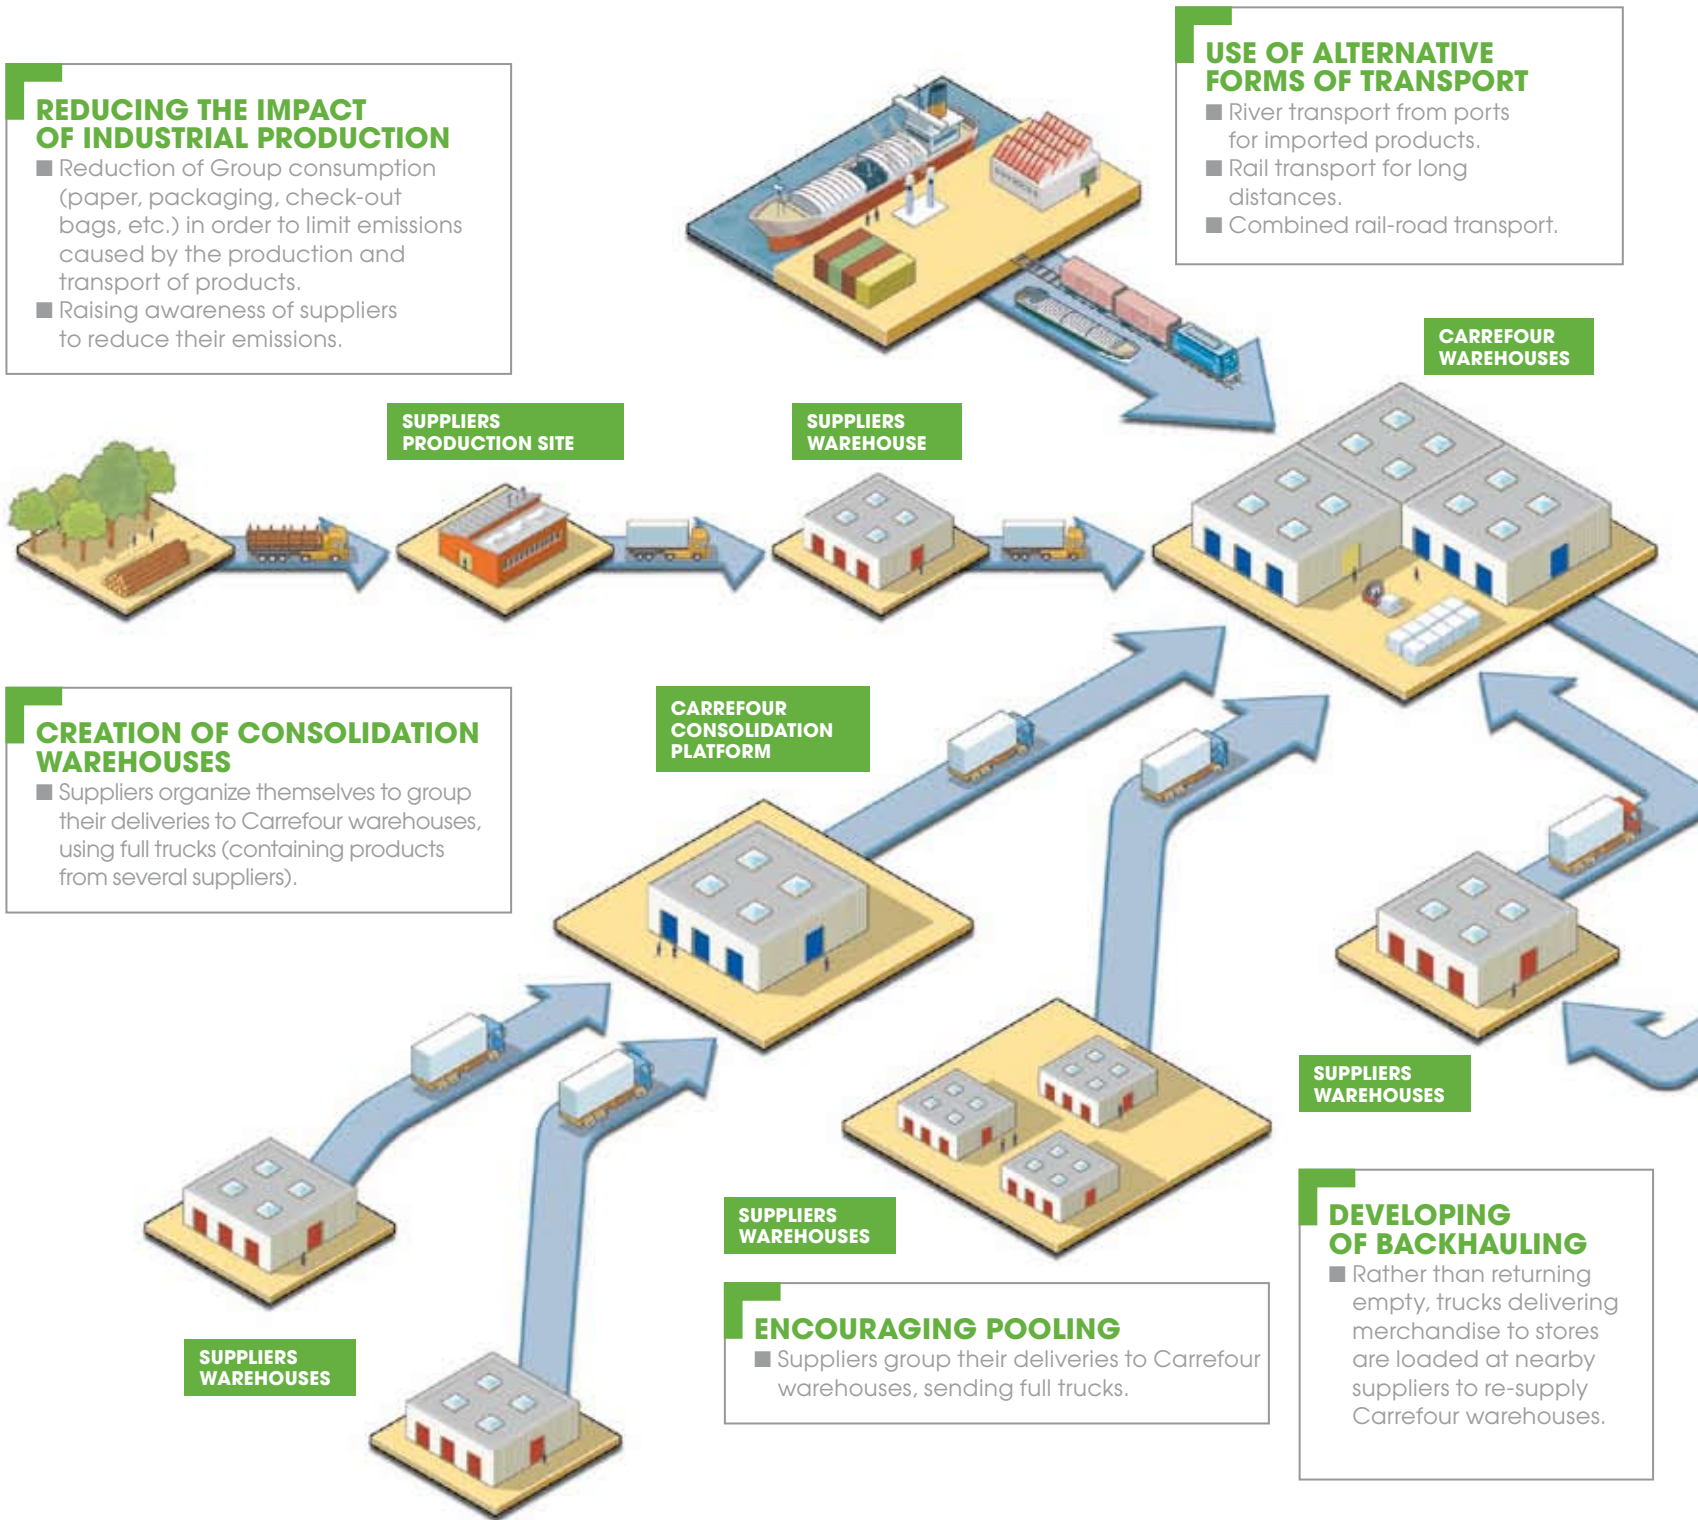 USE OF ALTERNATIVE
FORMS OF TRANSPORT
■ River transport from ports
for imported products.
■ Rail transport for long
distances.
■ Combined rail-road transport.
REDUCING THE IMPACT
OF INDUSTRIAL PRODUCTION
■ Reduction of Group consumption
(paper, packaging, check-out
bags, etc.) in order to limit emissions
caused by the production and
transport of products.
■ Raising awareness of suppliers
to reduce their emissions.
CARREFOUR
WAREHOUSES
SUPPLIERS
PRODUCTION SITE
SUPPLIERS
WAREHOUSE
CREATION OF CONSOLIDATION
WAREHOUSES
■ Suppliers organize themselves to group
their deliveries to Carrefour warehouses,
using full trucks (containing products
from several suppliers).
CARREFOUR
CONSOLIDATION
PLATFORM
SUPPLIERS
WAREHOUSES
SUPPLIERS
WAREHOUSES
SUPPLIERS
WAREHOUSES
ENCOURAGING POOLING
■ Suppliers group their deliveries to Carrefour
warehouses, sending full trucks.
DEVELOPING
OF BACKHAULING
■ Rather than returning
empty, trucks delivering
merchandise to stores
are loaded at nearby
suppliers to re-supply
Carrefour warehouses.